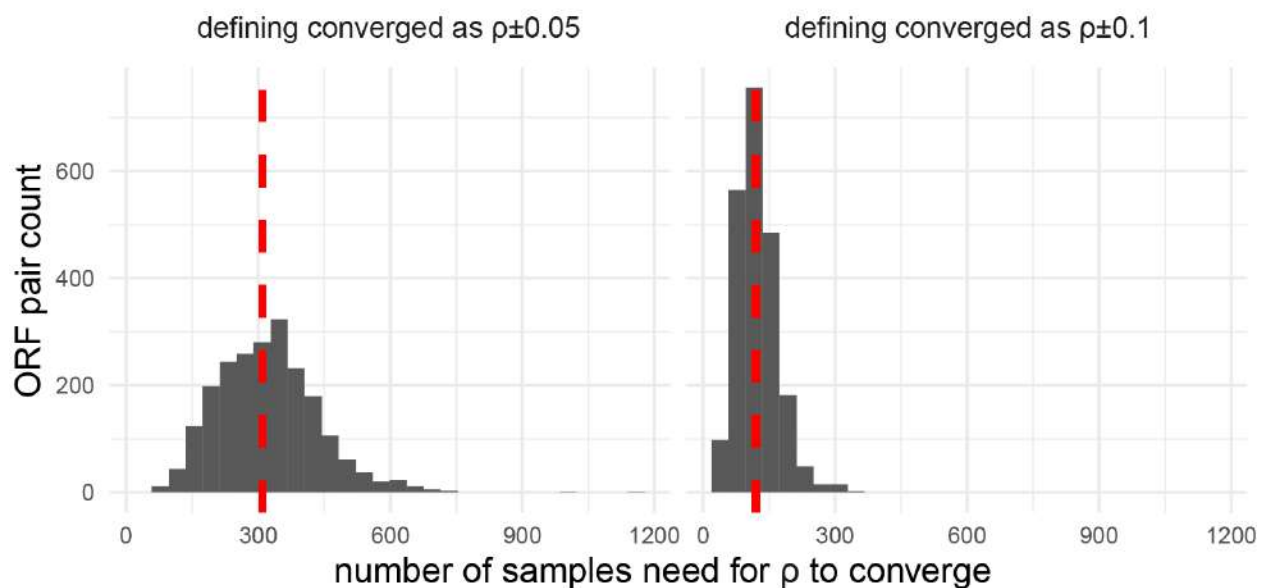 defining converged as ρ±0.05
defining converged as ρ±0.1
ORF pair count
600
400
200
0
0 300 600 900 1200
0 300 600 900 1200
number of samples need for ρ to converge